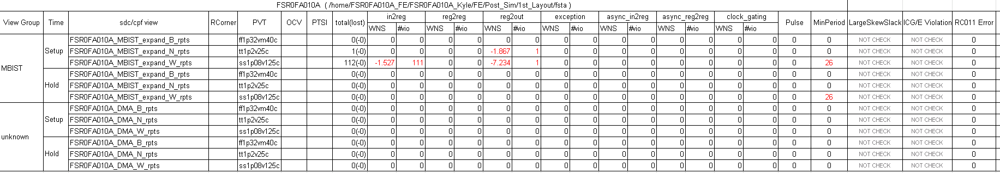 FSR0FA010A ( /home/FSR0FA010A_FE/FSR0FA010A_Kyle/FE/Post_Sim/1st_Layout/fsta )
View Group Time sdc/cpf view RCorner PVT OCV PTSI total(lost) in2reg reg2reg reg2out exception async_in2reg async_reg2reg clock_gating Pulse MinPeriod LargeSkewSlack ICG/E Violation RC011 Error
WNS #vio WNS #vio WNS #vio WNS #vio WNS #vio WNS #vio WNS #vio
MBIST
Setup
FSR0FA010A_MBIST_expand_B_rpts ff1p32vm40c 0(-0) 0 0 0 0 0 0 0 0 0 0 0 0 0 0 0 0 NOT CHECK NOT CHECK 0
FSR0FA010A_MBIST_expand_N_rpts tt1p2v25c 1(-0) 0 0 0 0 -1.867 1 0 0 0 0 0 0 0 0 0 0 NOT CHECK NOT CHECK 0
FSR0FA010A_MBIST_expand_W_rpts ss1p08v125c 112(-0) -1.527 111 0 0 -7.234 1 0 0 0 0 0 0 0 0 0 26 NOT CHECK NOT CHECK 0
Hold
FSR0FA010A_MBIST_expand_B_rpts ff1p32vm40c 0(-0) 0 0 0 0 0 0 0 0 0 0 0 0 0 0 0 0 NOT CHECK NOT CHECK 0
FSR0FA010A_MBIST_expand_N_rpts tt1p2v25c 0(-0) 0 0 0 0 0 0 0 0 0 0 0 0 0 0 0 0 NOT CHECK NOT CHECK 0
FSR0FA010A_MBIST_expand_W_rpts ss1p08v125c 0(-0) 0 0 0 0 0 0 0 0 0 0 0 0 0 0 0 26 NOT CHECK NOT CHECK 0
unknown
Setup
FSR0FA010A_DMA_B_rpts ff1p32vm40c 0(-0) 0 0 0 0 0 0 0 0 0 0 0 0 0 0 0 0 NOT CHECK NOT CHECK 0
FSR0FA010A_DMA_N_rpts tt1p2v25c 0(-0) 0 0 0 0 0 0 0 0 0 0 0 0 0 0 0 0 NOT CHECK NOT CHECK 0
FSR0FA010A_DMA_W_rpts ss1p08v125c 0(-0) 0 0 0 0 0 0 0 0 0 0 0 0 0 0 0 0 NOT CHECK NOT CHECK 0
Hold
FSR0FA010A_DMA_B_rpts ff1p32vm40c 0(-0) 0 0 0 0 0 0 0 0 0 0 0 0 0 0 0 0 NOT CHECK NOT CHECK 0
FSR0FA010A_DMA_N_rpts tt1p2v25c 0(-0) 0 0 0 0 0 0 0 0 0 0 0 0 0 0 0 0 NOT CHECK NOT CHECK 0
FSR0FA010A_DMA_W_rpts ss1p08v125c 0(-0) 0 0 0 0 0 0 0 0 0 0 0 0 0 0 0 0 NOT CHECK NOT CHECK 0